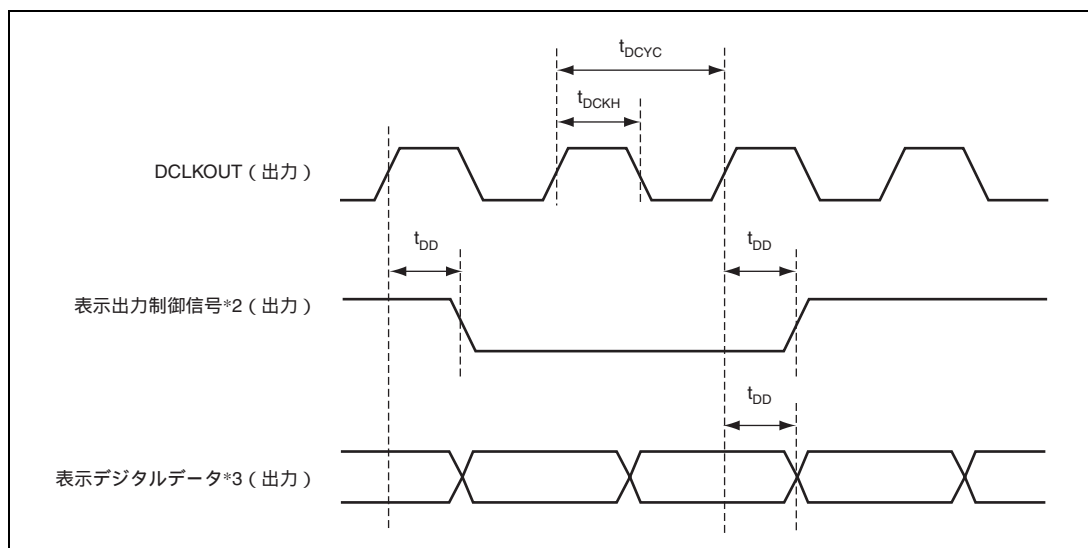 tDCYC
tDCKH
DCLKOUT（出力）
tDD
tDD
表示出力制御信号*2（出力）
tDD
表示デジタルデータ*3（出力）